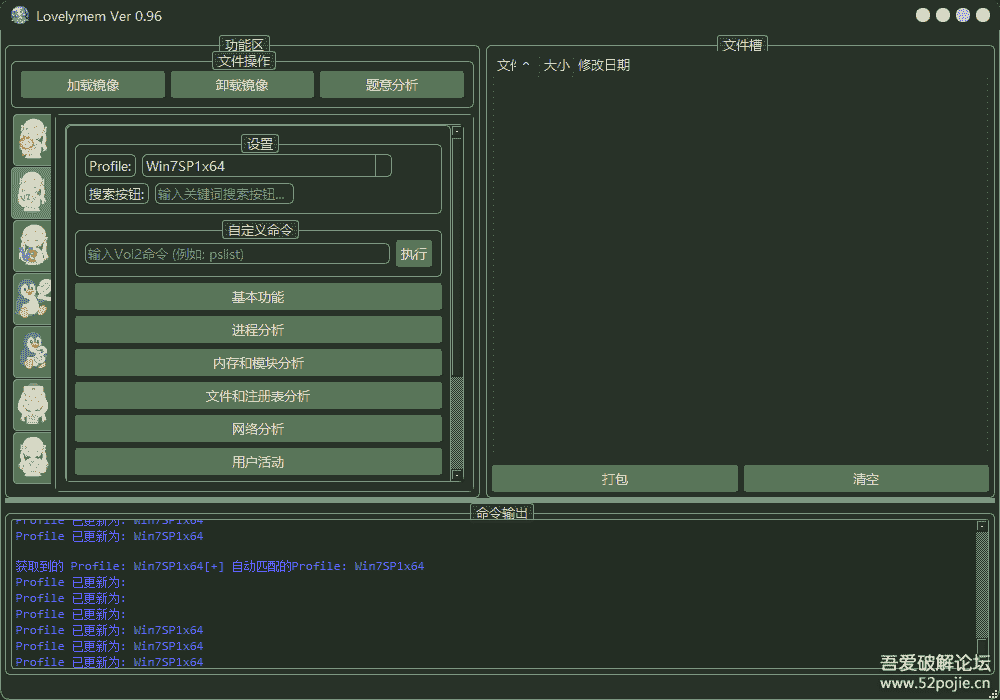 Lovelymem Ver 0.96
功能区
文件操作
加载镜像 卸载镜像 题意分析
设置
Profile: Win7SP1x64
搜索按钮: 输入关键词搜索按钮...
自定义命令
输入Vol2命令 (例如: pslist) 执行
基本功能
进程分析
内存和模块分析
文件和注册表分析
网络分析
用户活动
文件槽
大小 修改日期
打包 清空
命令输出
Profile 已更新为: Win7SP1x64
Profile 已更新为: Win7SP1x64
获取到的 Profile: Win7SP1x64[+] 自动匹配的Profile: Win7SP1x64
Profile 已更新为:
Profile 已更新为:
Profile 已更新为:
Profile 已更新为: Win7SP1x64
Profile 已更新为: Win7SP1x64
Profile 已更新为: Win7SP1x64
吾爱破解论坛
www.52pojie.cn